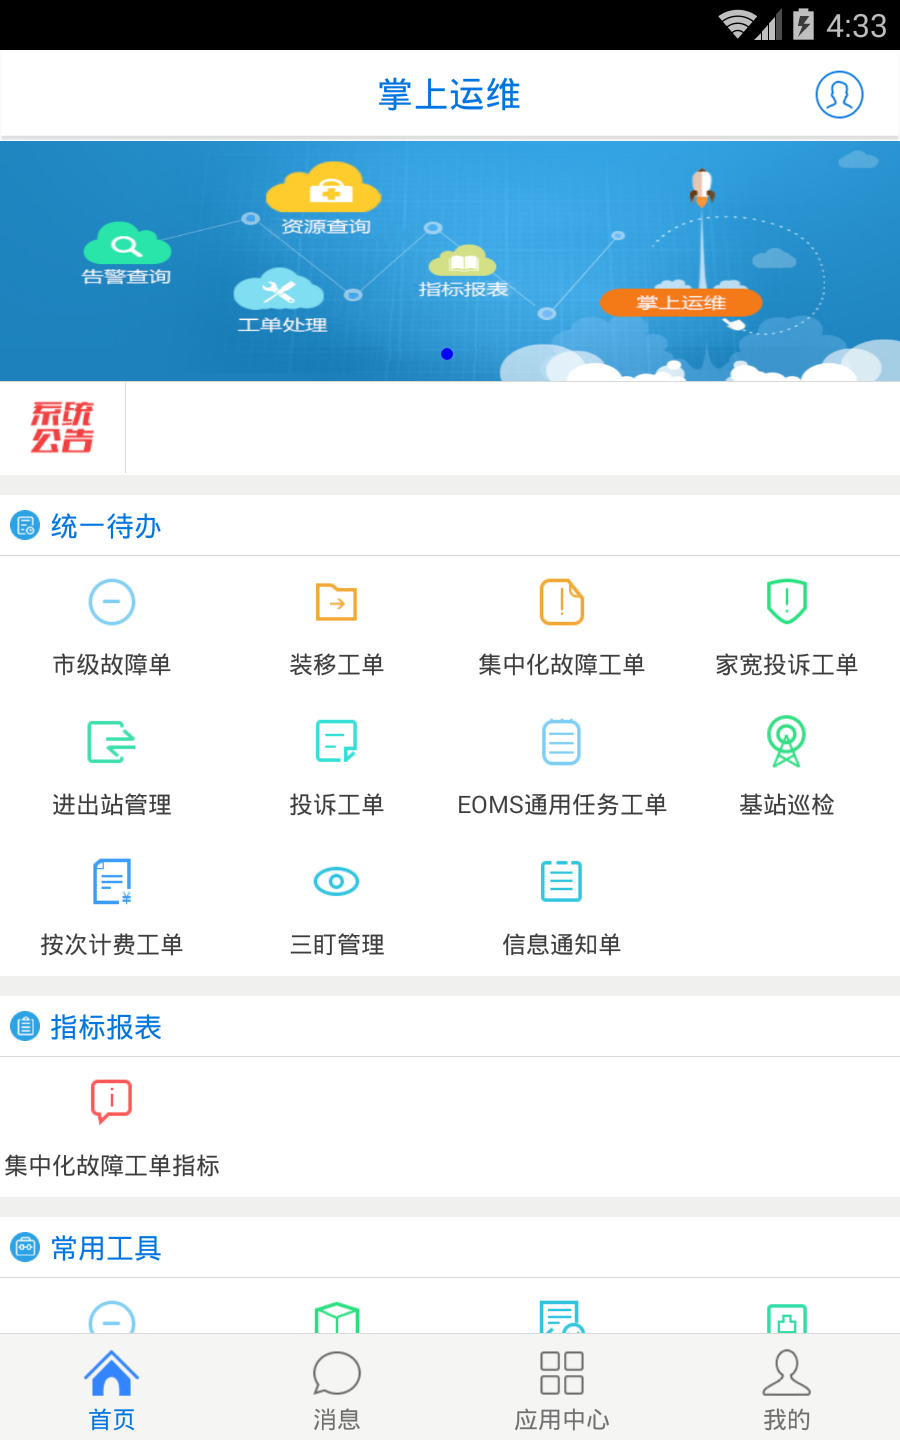 4:33
掌上运维
资源查询
告警查询
指标报表
工单处理
掌上运维
系统
公告
统一待办
市级故障单 装移工单 集中化故障工单 家宽投诉工单
进出站管理 投诉工单 EOMS通用任务工单 基站巡检
按次计费工单 三盯管理 信息通知单
指标报表
集中化故障工单指标
常用工具
首页 消息 应用中心 我的